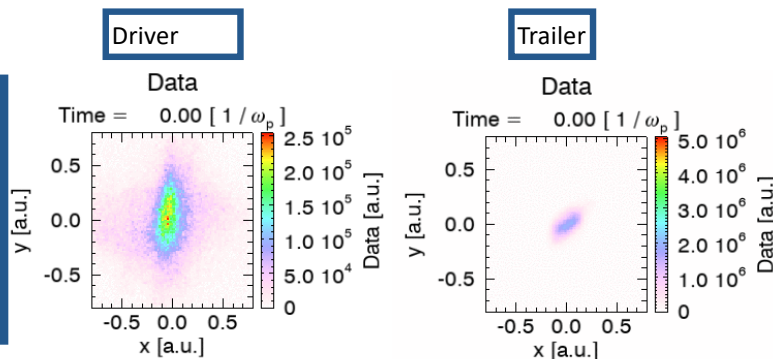 Driver
Data
Time = 0.00 [ 1 / ωₚ ]
y [a.u.]
0.5
0.0
-0.5
-0.5 0.0 0.5
x [a.u.]
2.5 10⁵
2.0 10⁵
1.5 10⁵
1.0 10⁵
5.0 10⁴
0
Data [a.u.]
Trailer
Data
Time = 0.00 [ 1 / ωₚ ]
y [a.u.]
0.5
0.0
-0.5
-0.5 0.0 0.5
x [a.u.]
5.0 10⁶
4.0 10⁶
3.0 10⁶
2.0 10⁶
1.0 10⁶
0
Data [a.u.]